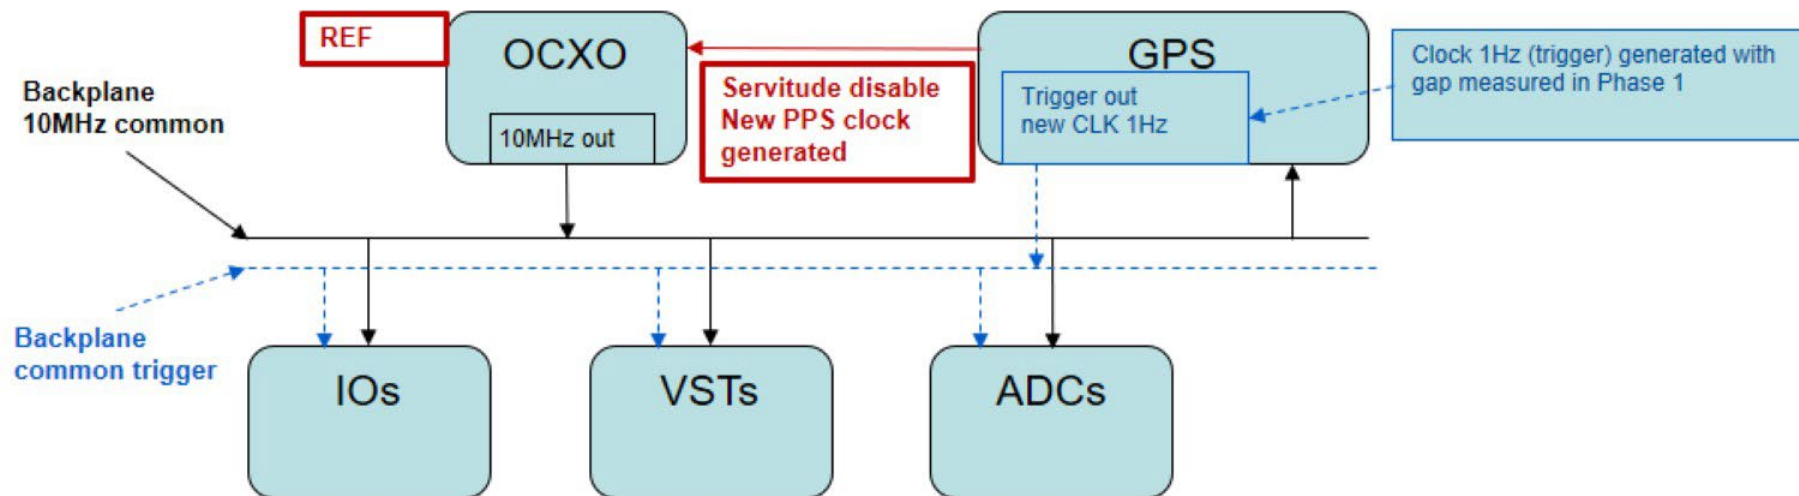 REF
OCXO
GPS
Clock 1Hz (trigger) generated with
gap measured in Phase 1
Backplane
10MHz common
10MHz out
Servitude disable
New PPS clock
generated
Trigger out
new CLK 1Hz
Backplane
common trigger
IOs
VSTs
ADCs